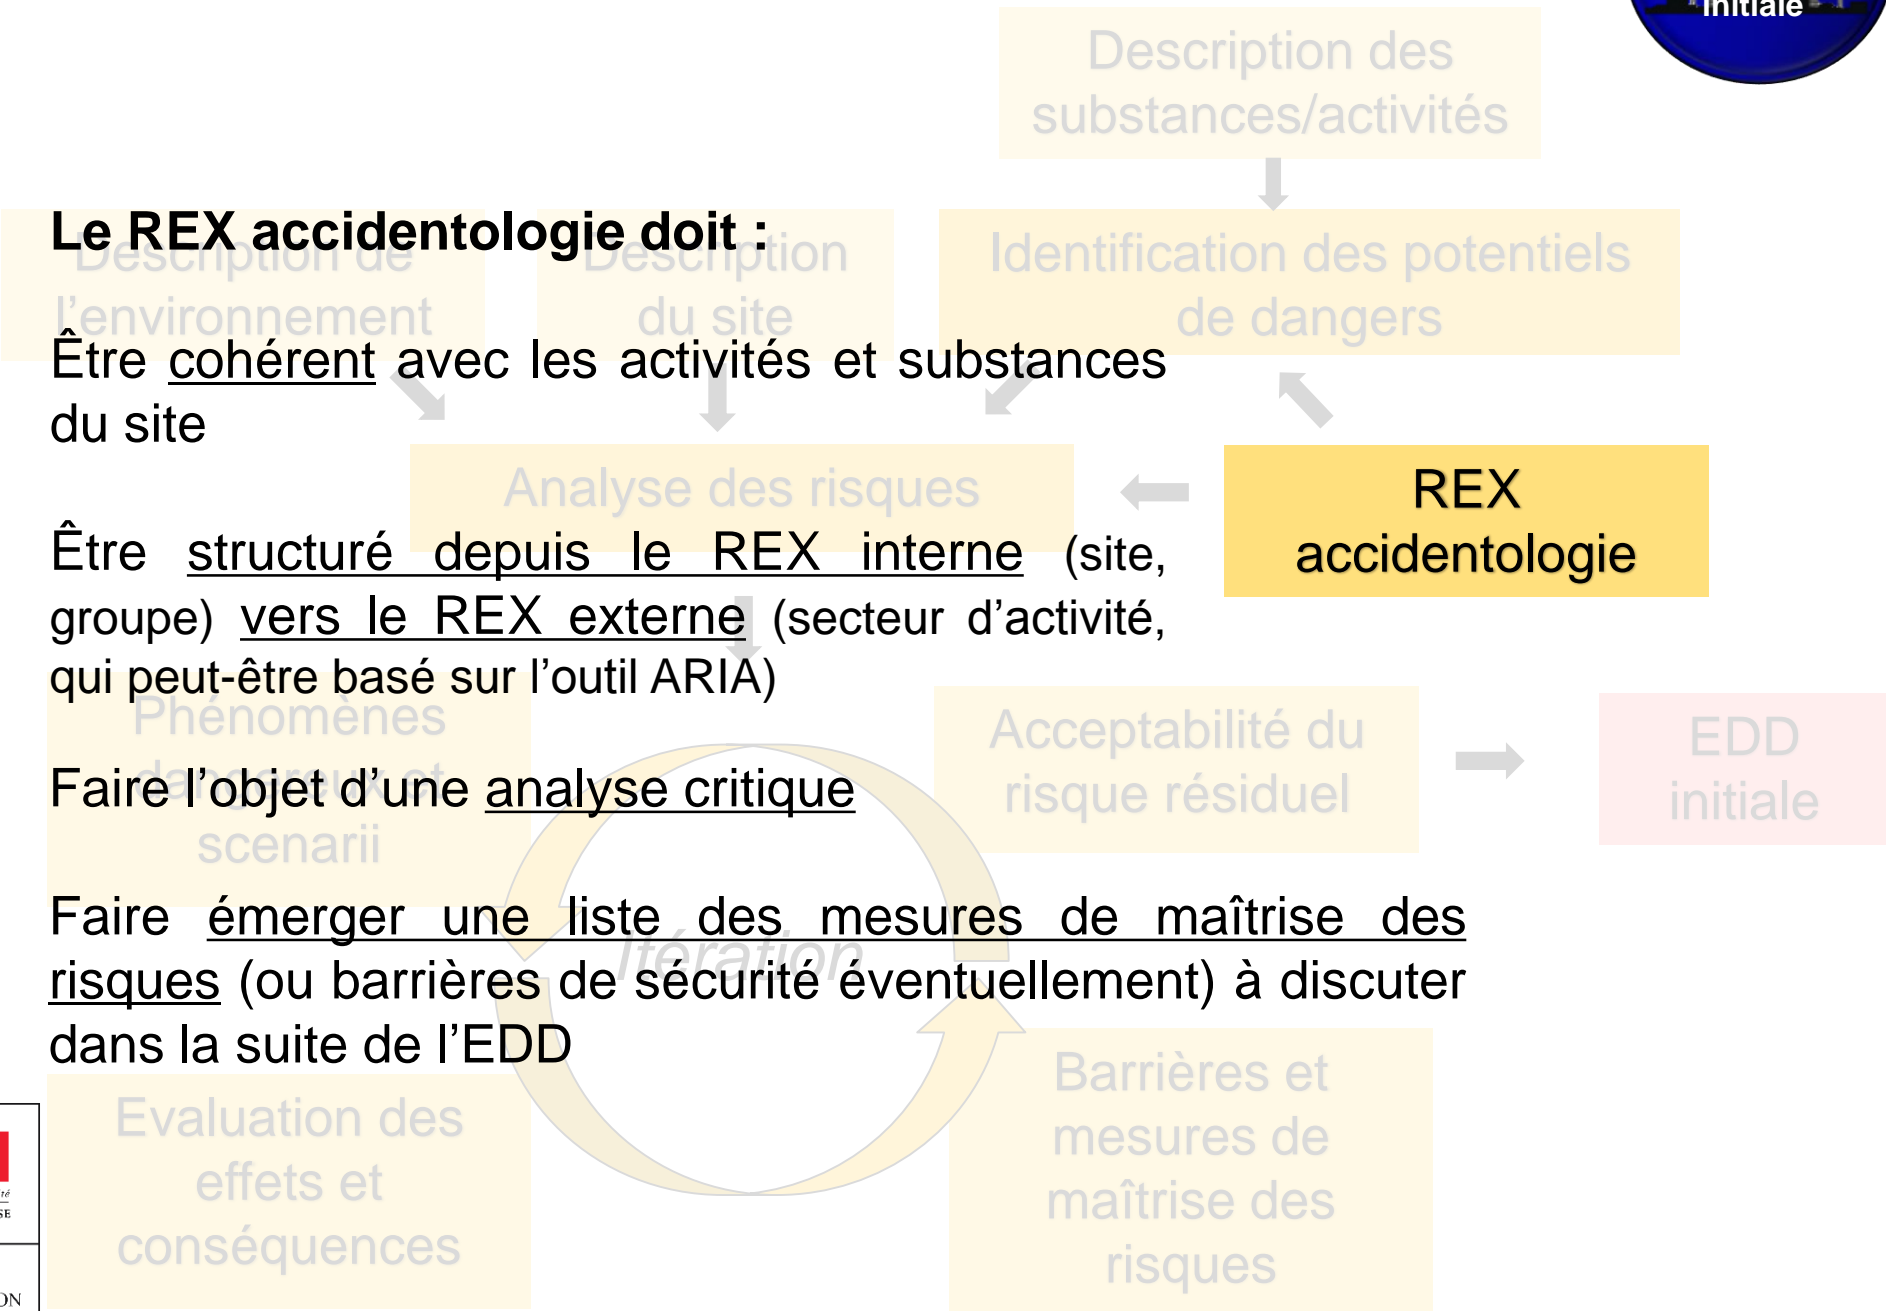 initiale
Description des
substances/activités
Le REX accidentologie doit :
Description de
l’environnement
Description
du site
Identification des potentiels
de dangers
Être cohérent avec les activités et substances
du site
Analyse des risques
REX
accidentologie
Être structuré depuis le REX interne (site,
groupe) vers le REX externe (secteur d’activité,
qui peut-être basé sur l’outil ARIA)
Phénomènes
dangereux et
scenarii
Acceptabilité du
risque résiduel
EDD
initiale
Faire l’objet d’une analyse critique
Faire émerger une liste des mesures de maîtrise des
risques (ou barrières de sécurité éventuellement) à discuter
dans la suite de l’EDD
Itération
Evaluation des
effets et
conséquences
Barrières et
mesures de
maîtrise des
risques
té
SE
ON